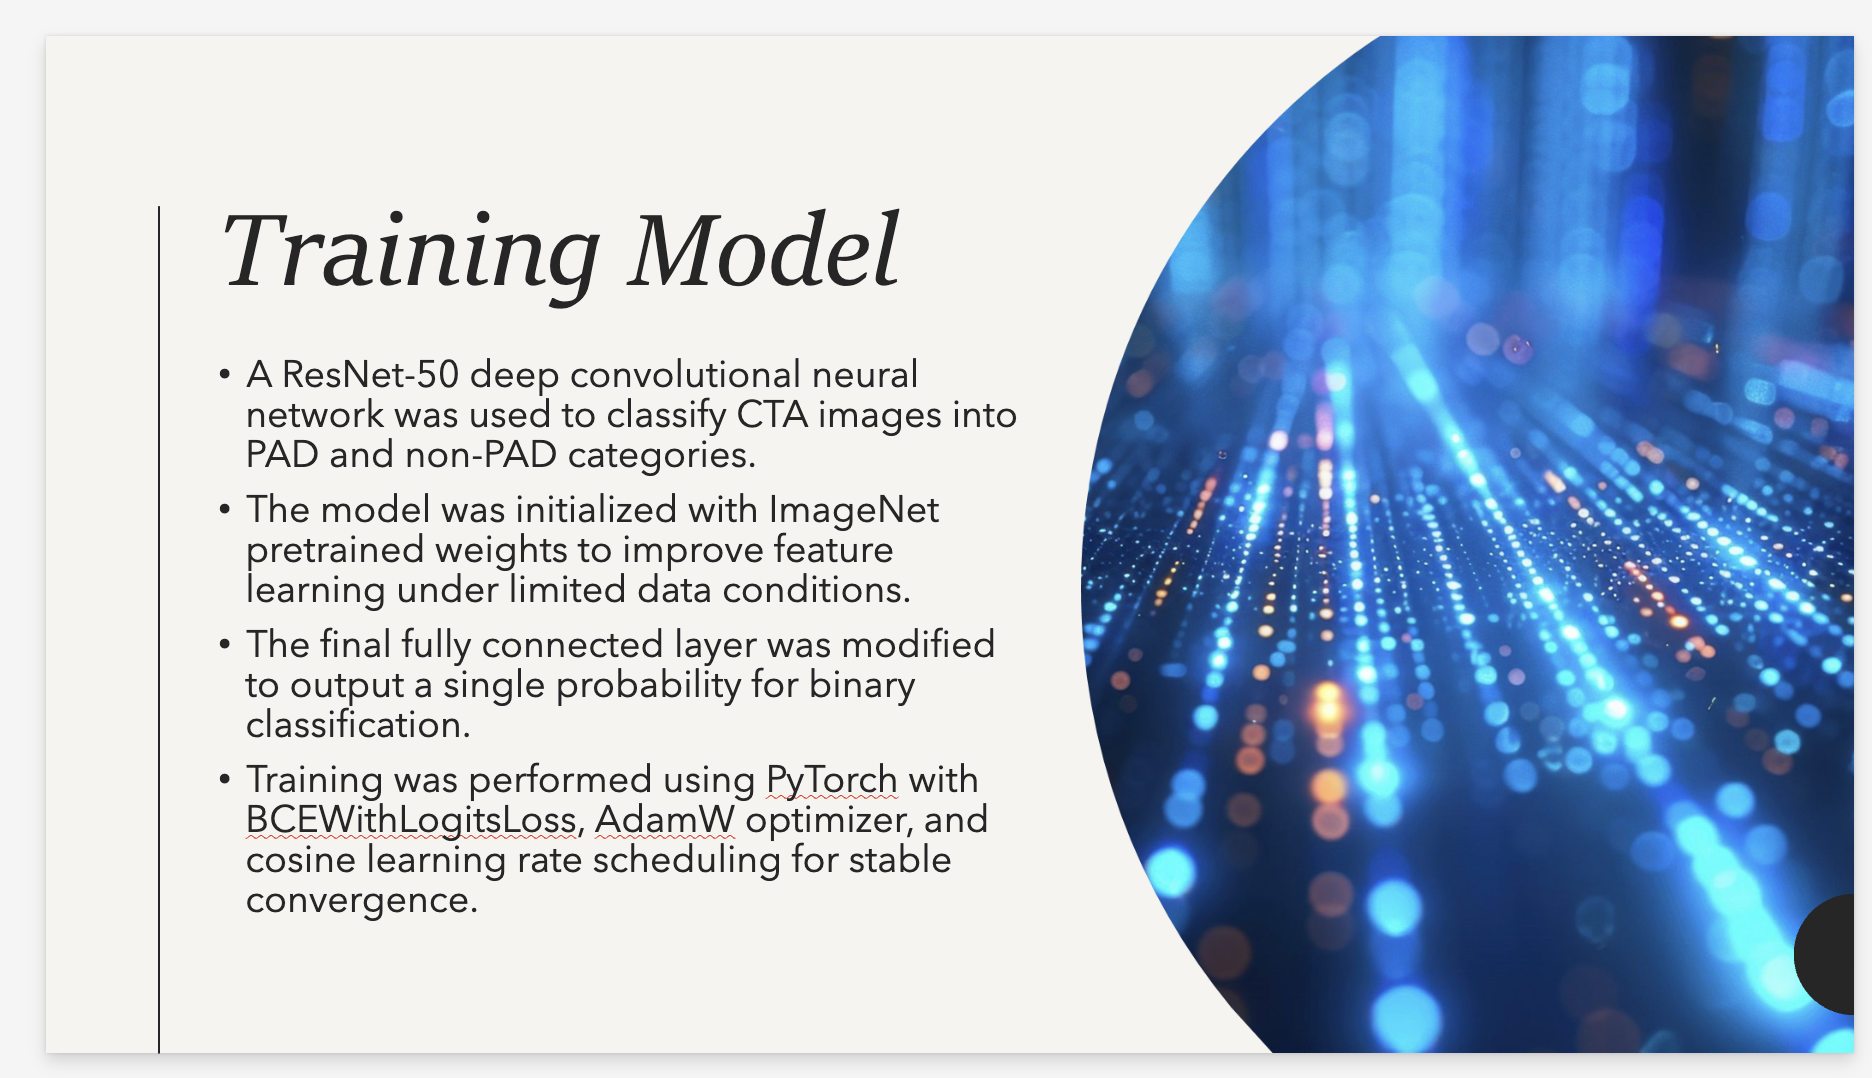 Training Model
• A ResNet-50 deep convolutional neural
network was used to classify CTA images into
PAD and non-PAD categories.
• The model was initialized with ImageNet
pretrained weights to improve feature
learning under limited data conditions.
• The final fully connected layer was modified
to output a single probability for binary
classification.
• Training was performed using PyTorch with
BCEWithLogitsLoss, AdamW optimizer, and
cosine learning rate scheduling for stable
convergence.